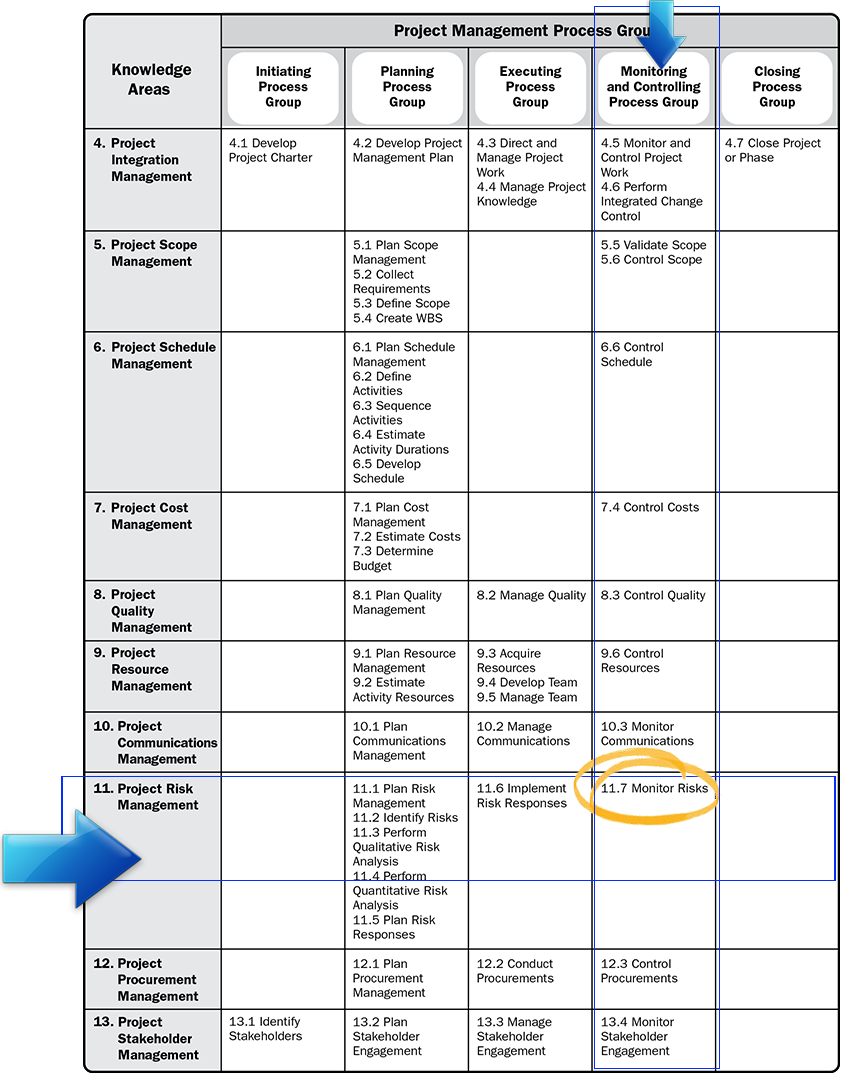 Project Management Process Grou
Knowledge
Areas
Initiating
Process
Group
Planning
Process
Group
Executing
Process
Group
Monitoring
and Controlling
Process Group
Closing
Process
Group
4. Project
Integration
Management
4.1 Develop
Project Charter
4.2 Develop Project
Management Plan
4.3 Direct and
Manage Project
Work
4.4 Manage Project
Knowledge
4.5 Monitor and
Control Project
Work
4.6 Perform
Integrated Change
Control
4.7 Close Project
or Phase
5. Project Scope
Management
5.1 Plan Scope
Management
5.2 Collect
Requirements
5.3 Define Scope
5.4 Create WBS
5.5 Validate Scope
5.6 Control Scope
6. Project Schedule
Management
6.1 Plan Schedule
Management
6.2 Define
Activities
6.3 Sequence
Activities
6.4 Estimate
Activity Durations
6.5 Develop
Schedule
6.6 Control
Schedule
7. Project Cost
Management
7.1 Plan Cost
Management
7.2 Estimate Costs
7.3 Determine
Budget
7.4 Control Costs
8. Project
Quality
Management
8.1 Plan Quality
Management
8.2 Manage Quality
8.3 Control Quality
9. Project
Resource
Management
9.1 Plan Resource
Management
9.2 Estimate
Activity Resources
9.3 Acquire
Resources
9.4 Develop Team
9.5 Manage Team
9.6 Control
Resources
10. Project
Communications
Management
10.1 Plan
Communications
Management
10.2 Manage
Communications
10.3 Monitor
Communications
11. Project Risk
Management
11.1 Plan Risk
Management
11.2 Identify Risks
11.3 Perform
Qualitative Risk
Analysis
11.4 Perform
Quantitative Risk
Analysis
11.5 Plan Risk
Responses
11.6 Implement
Risk Responses
11.7 Monitor Risks
12. Project
Procurement
Management
12.1 Plan
Procurement
Management
12.2 Conduct
Procurements
12.3 Control
Procurements
13. Project
Stakeholder
Management
13.1 Identify
Stakeholders
13.2 Plan
Stakeholder
Engagement
13.3 Manage
Stakeholder
Engagement
13.4 Monitor
Stakeholder
Engagement